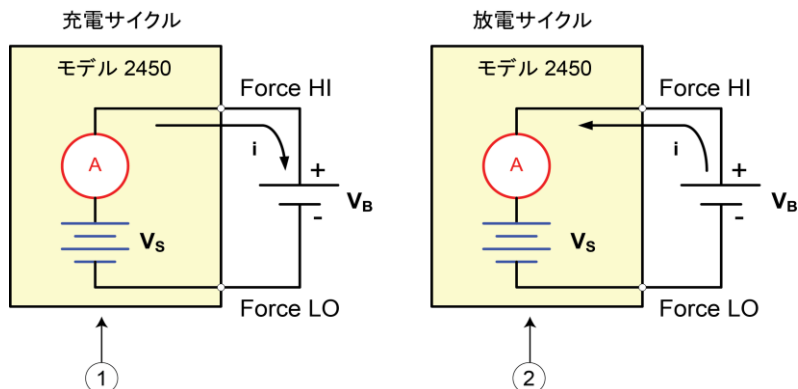 充電サイクル
モデル 2450
Force HI
A
i
+
-
VB
VS
Force LO
1
放電サイクル
モデル 2450
Force HI
A
i
+
-
VB
VS
Force LO
2